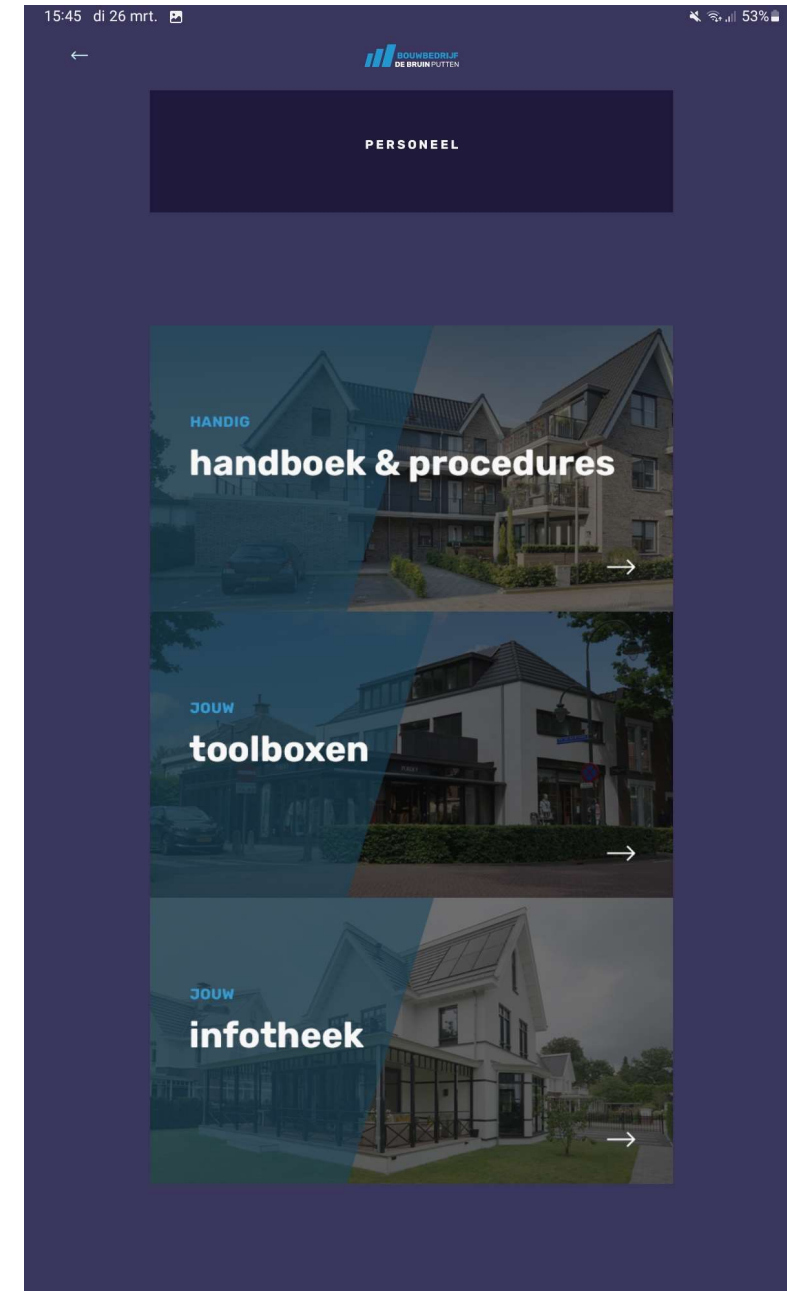 15:45 di 26 mrt. 53%
BOUWBEDRIJF
DE BRUIN PUTTEN
PERSONEEL
HANDIG
handboek & procedures
JOUW
toolboxen
JOUW
infotheek